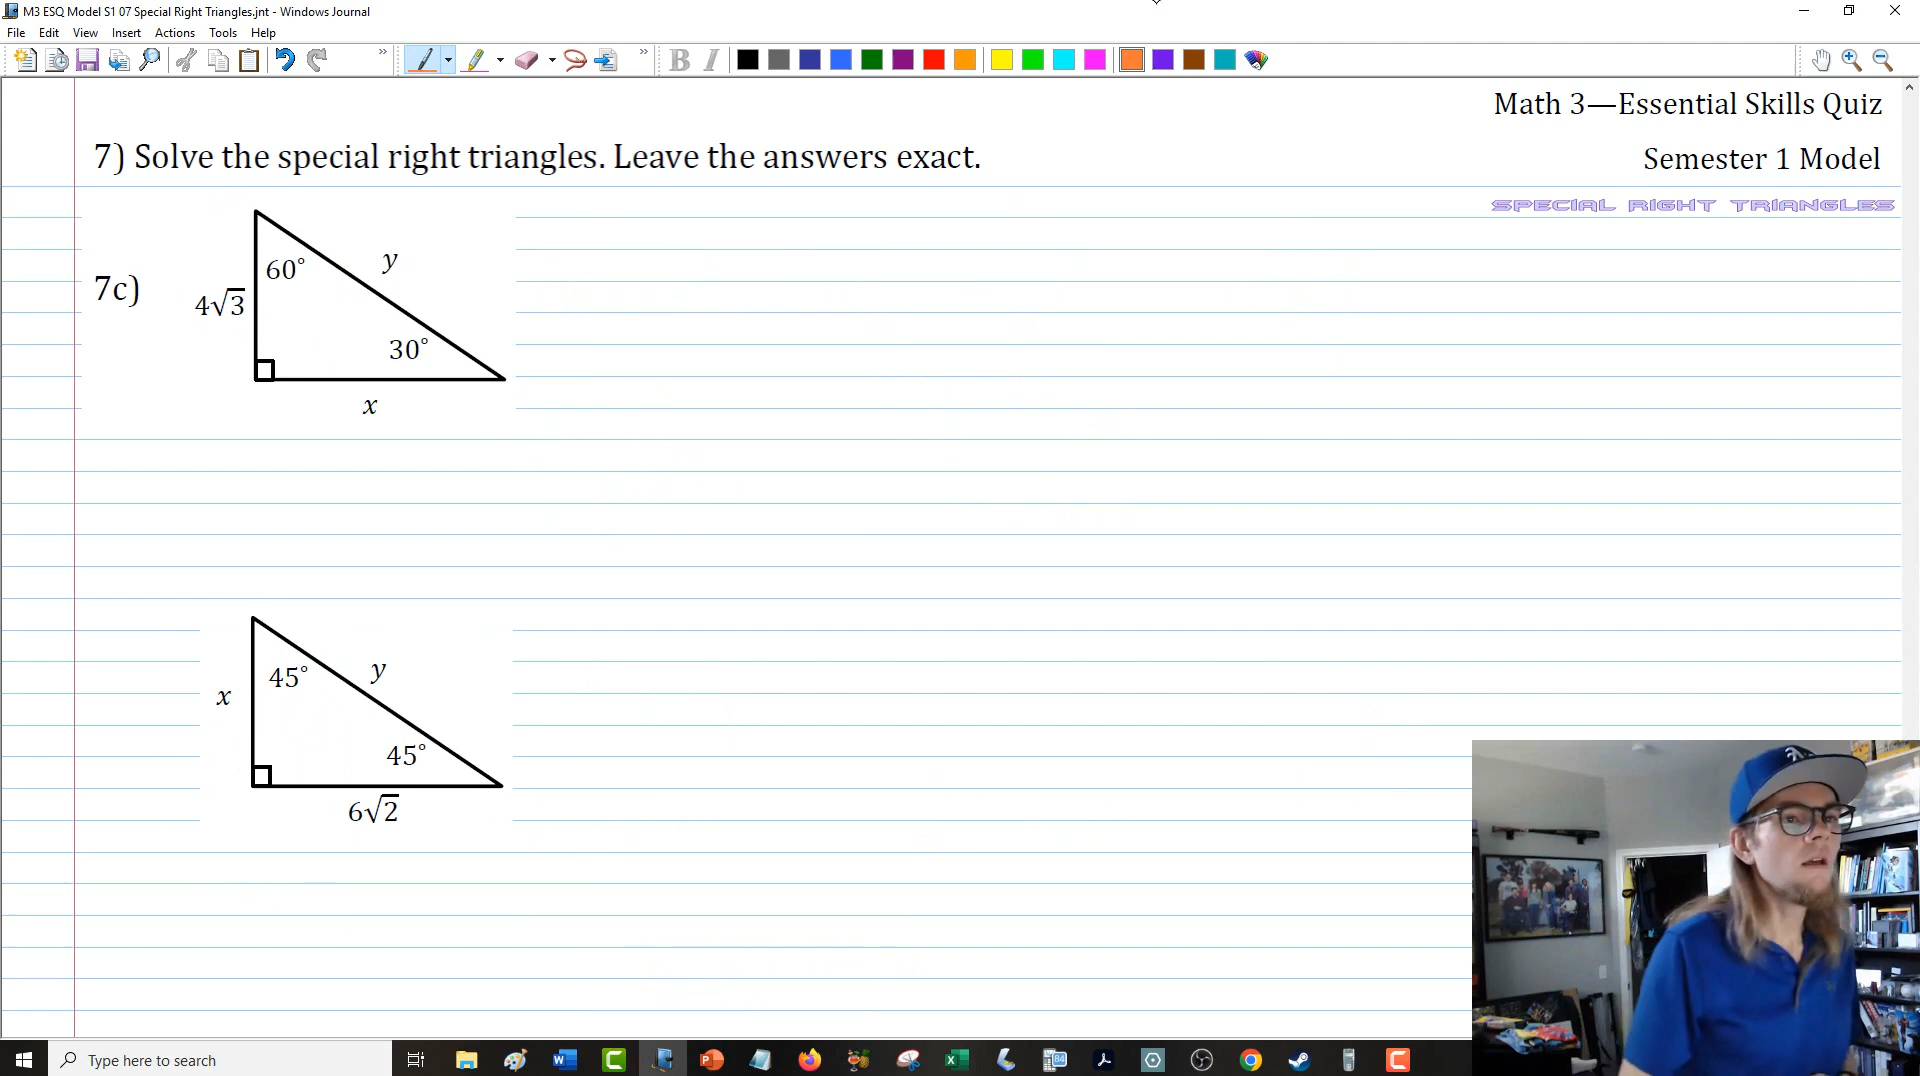 M3 ESQ Model S1 07 Special Right Triangles.jnt - Windows Journal
File Edit View Insert Actions Tools Help
B I
Math 3—Essential Skills Quiz
7) Solve the special right triangles. Leave the answers exact.
Semester 1 Model
SPECIAL RIGHT TRIANGLES
7c)
60°
y
4√3
30°
x
45°
y
x
45°
6√2
Type here to search